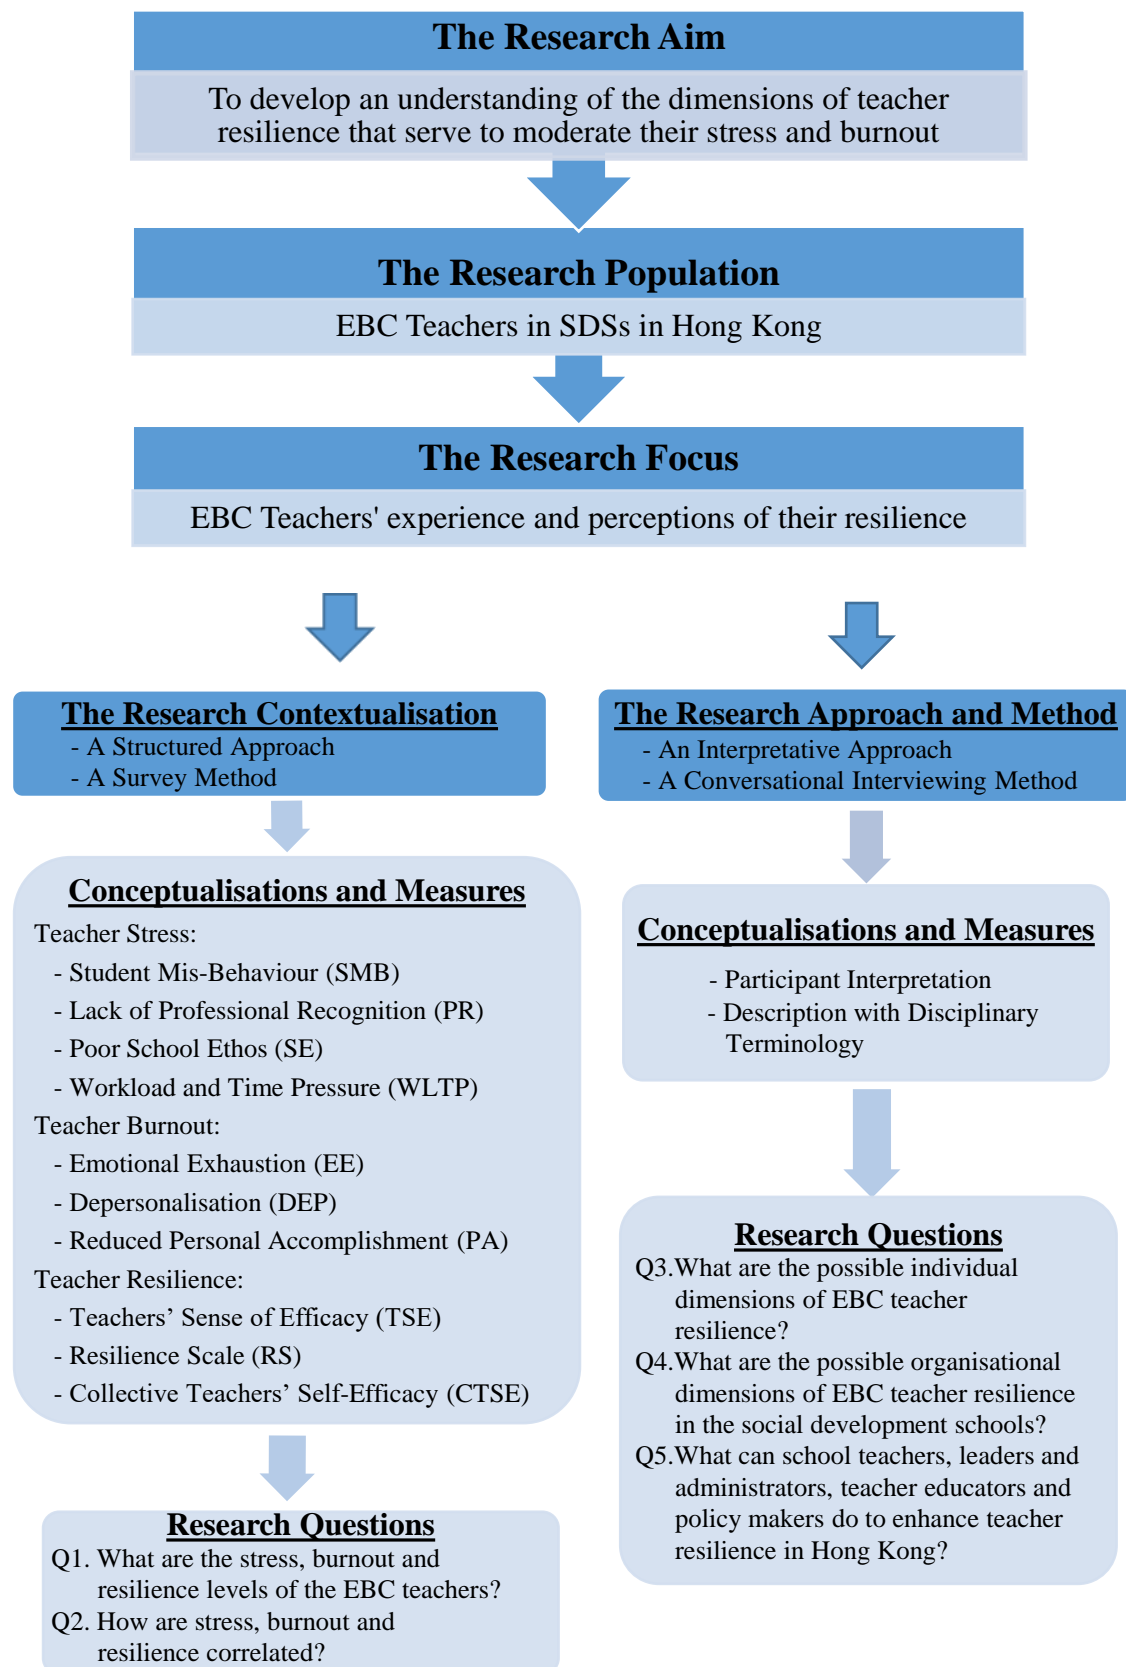 The Research Aim
To develop an understanding of the dimensions of teacher
resilience that serve to moderate their stress and burnout
The Research Population
EBC Teachers in SDSs in Hong Kong
The Research Focus
EBC Teachers' experience and perceptions of their resilience
The Research Contextualisation
- A Structured Approach
- A Survey Method
Conceptualisations and Measures
Teacher Stress:
- Student Mis-Behaviour (SMB)
- Lack of Professional Recognition (PR)
- Poor School Ethos (SE)
- Workload and Time Pressure (WLTP)
Teacher Burnout:
- Emotional Exhaustion (EE)
- Depersonalisation (DEP)
- Reduced Personal Accomplishment (PA)
Teacher Resilience:
- Teachers’ Sense of Efficacy (TSE)
- Resilience Scale (RS)
- Collective Teachers’ Self-Efficacy (CTSE)
Research Questions
Q1. What are the stress, burnout and
resilience levels of the EBC teachers?
Q2. How are stress, burnout and
resilience correlated?
The Research Approach and Method
- An Interpretative Approach
- A Conversational Interviewing Method
Conceptualisations and Measures
- Participant Interpretation
- Description with Disciplinary
Terminology
Research Questions
Q3.What are the possible individual
dimensions of EBC teacher
resilience?
Q4.What are the possible organisational
dimensions of EBC teacher resilience
in the social development schools?
Q5.What can school teachers, leaders and
administrators, teacher educators and
policy makers do to enhance teacher
resilience in Hong Kong?